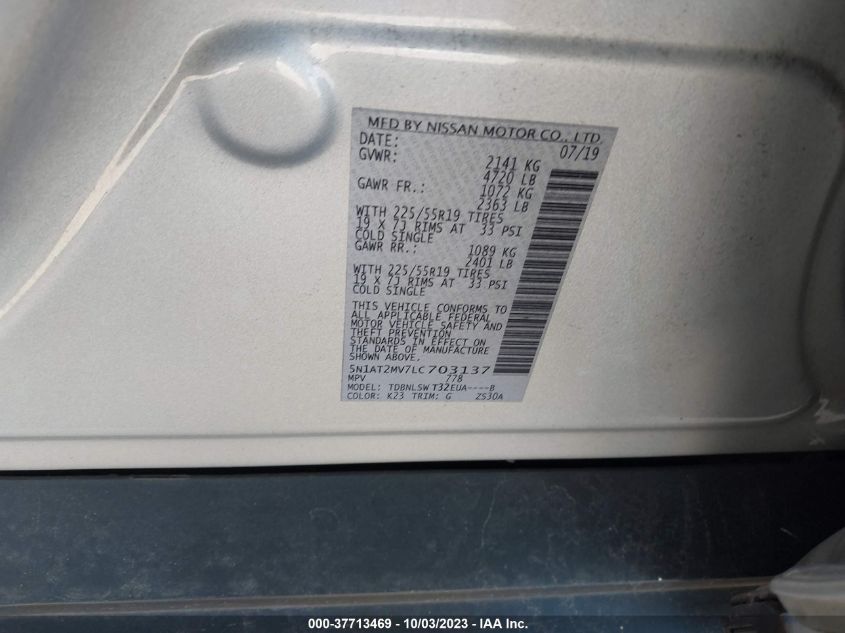 MFD BY NISSAN MOTOR CO., LTD.
DATE: 07/19
GVWR: 2141 KG
4720 LB
GAWR FR.: 1072 KG
2363 LB
WITH 225/55R19 TIRES
19 X 7J RIMS AT 33 PSI
COLD SINGLE
GAWR RR.: 1089 KG
2401 LB
WITH 225/55R19 TIRES
19 X 7J RIMS AT 33 PSI
COLD SINGLE
THIS VEHICLE CONFORMS TO
ALL APPLICABLE FEDERAL
MOTOR VEHICLE SAFETY AND
THEFT PREVENTION
STANDARDS IN EFFECT ON
THE DATE OF MANUFACTURE
SHOWN ABOVE.
5N1AT2MV7LC703137
MPV 778
MODEL: TDBNLSW T32EUA----B
COLOR: K23 TRIM: G ZS30A
000-37713469 - 10/03/2023 - IAA Inc.